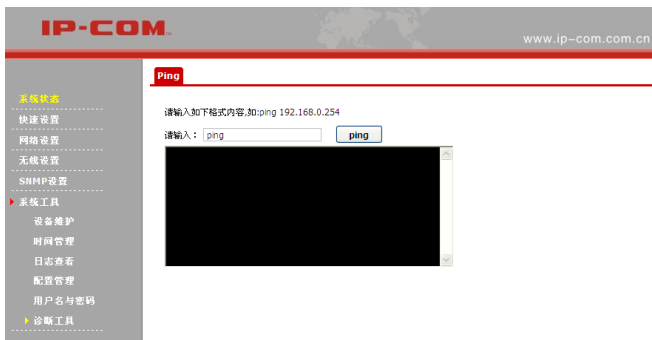 IP-COM
www.ip-com.com.cn
Ping
系统状态
快速设置
网络设置
无线设置
SNMP设置
系统工具
设备维护
时间管理
日志查看
配置管理
用户名与密码
诊断工具
请输入如下格式内容,如:ping 192.168.0.254
请输入： ping ping